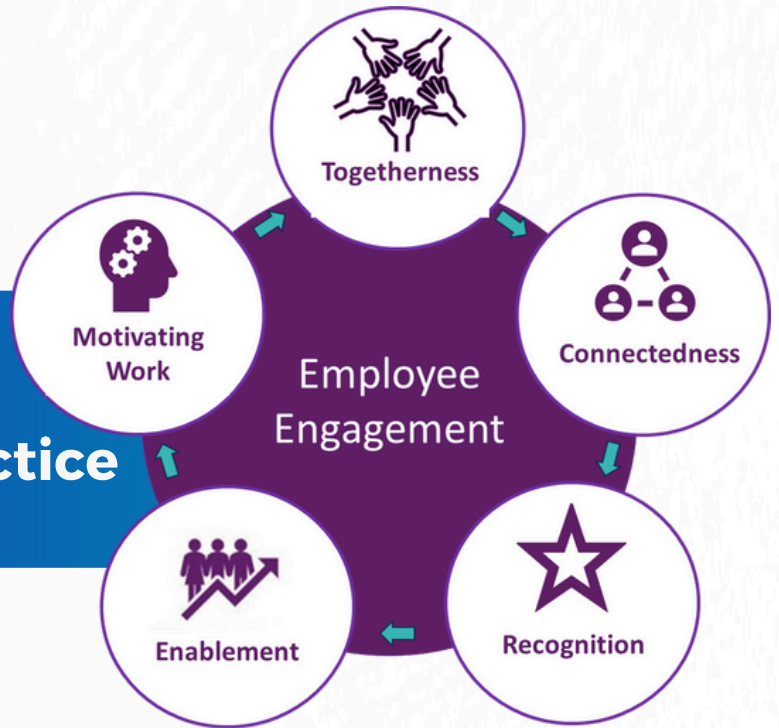 Togetherness
Connectedness
Recognition
Enablement
Motivating
Work
Employee
Engagement